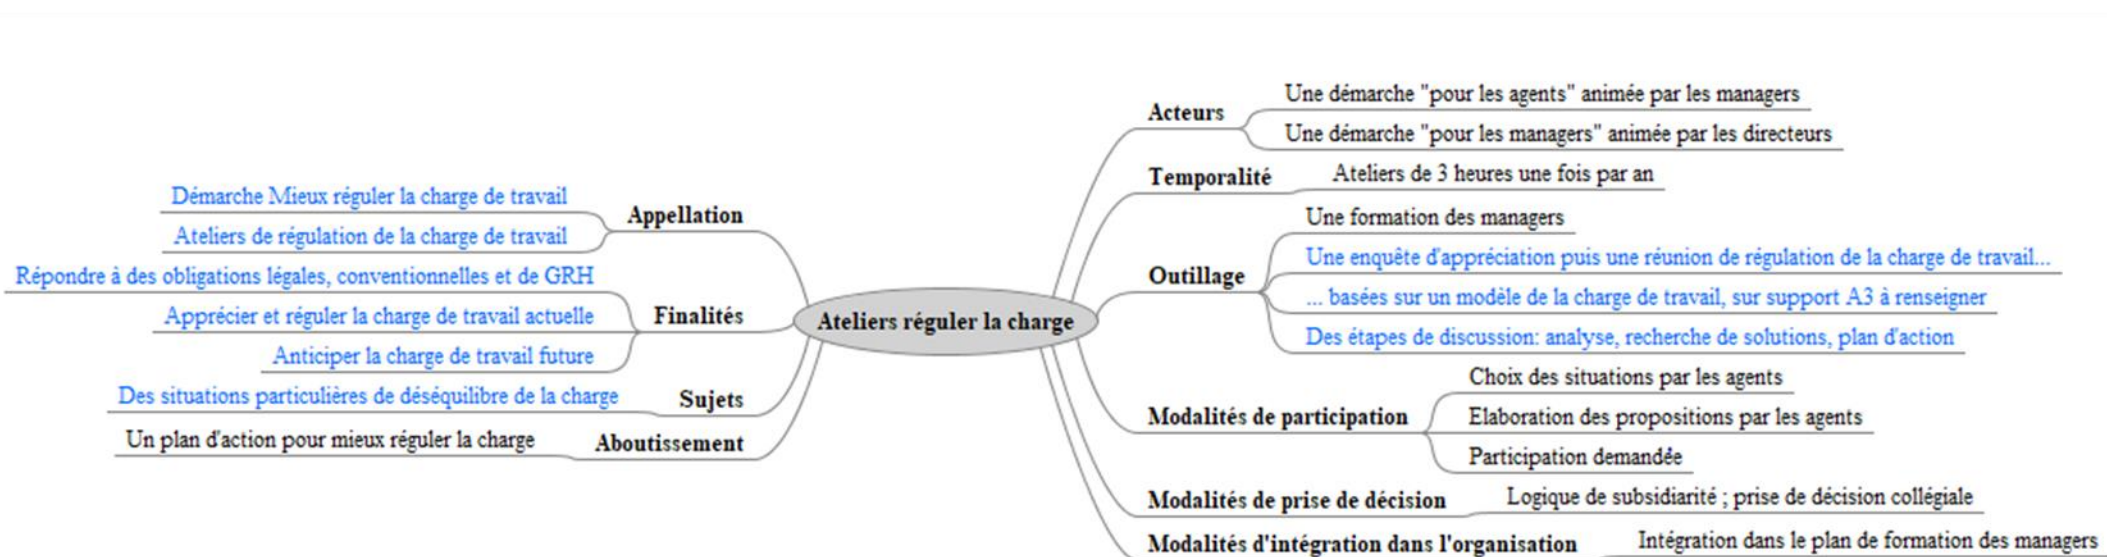 Ateliers réguler la charge
Appellation
Démarche Mieux réguler la charge de travail
Ateliers de régulation de la charge de travail
Finalités
Répondre à des obligations légales, conventionnelles et de GRH
Apprécier et réguler la charge de travail actuelle
Anticiper la charge de travail future
Sujets
Des situations particulières de déséquilibre de la charge
Aboutissement
Un plan d'action pour mieux réguler la charge
Acteurs
Une démarche "pour les agents" animée par les managers
Une démarche "pour les managers" animée par les directeurs
Temporalité
Ateliers de 3 heures une fois par an
Outillage
Une formation des managers
Une enquête d'appréciation puis une réunion de régulation de la charge de travail...
... basées sur un modèle de la charge de travail, sur support A3 à renseigner
Des étapes de discussion: analyse, recherche de solutions, plan d'action
Modalités de participation
Choix des situations par les agents
Elaboration des propositions par les agents
Participation demandée
Modalités de prise de décision
Logique de subsidiarité ; prise de décision collégiale
Modalités d'intégration dans l'organisation
Intégration dans le plan de formation des managers